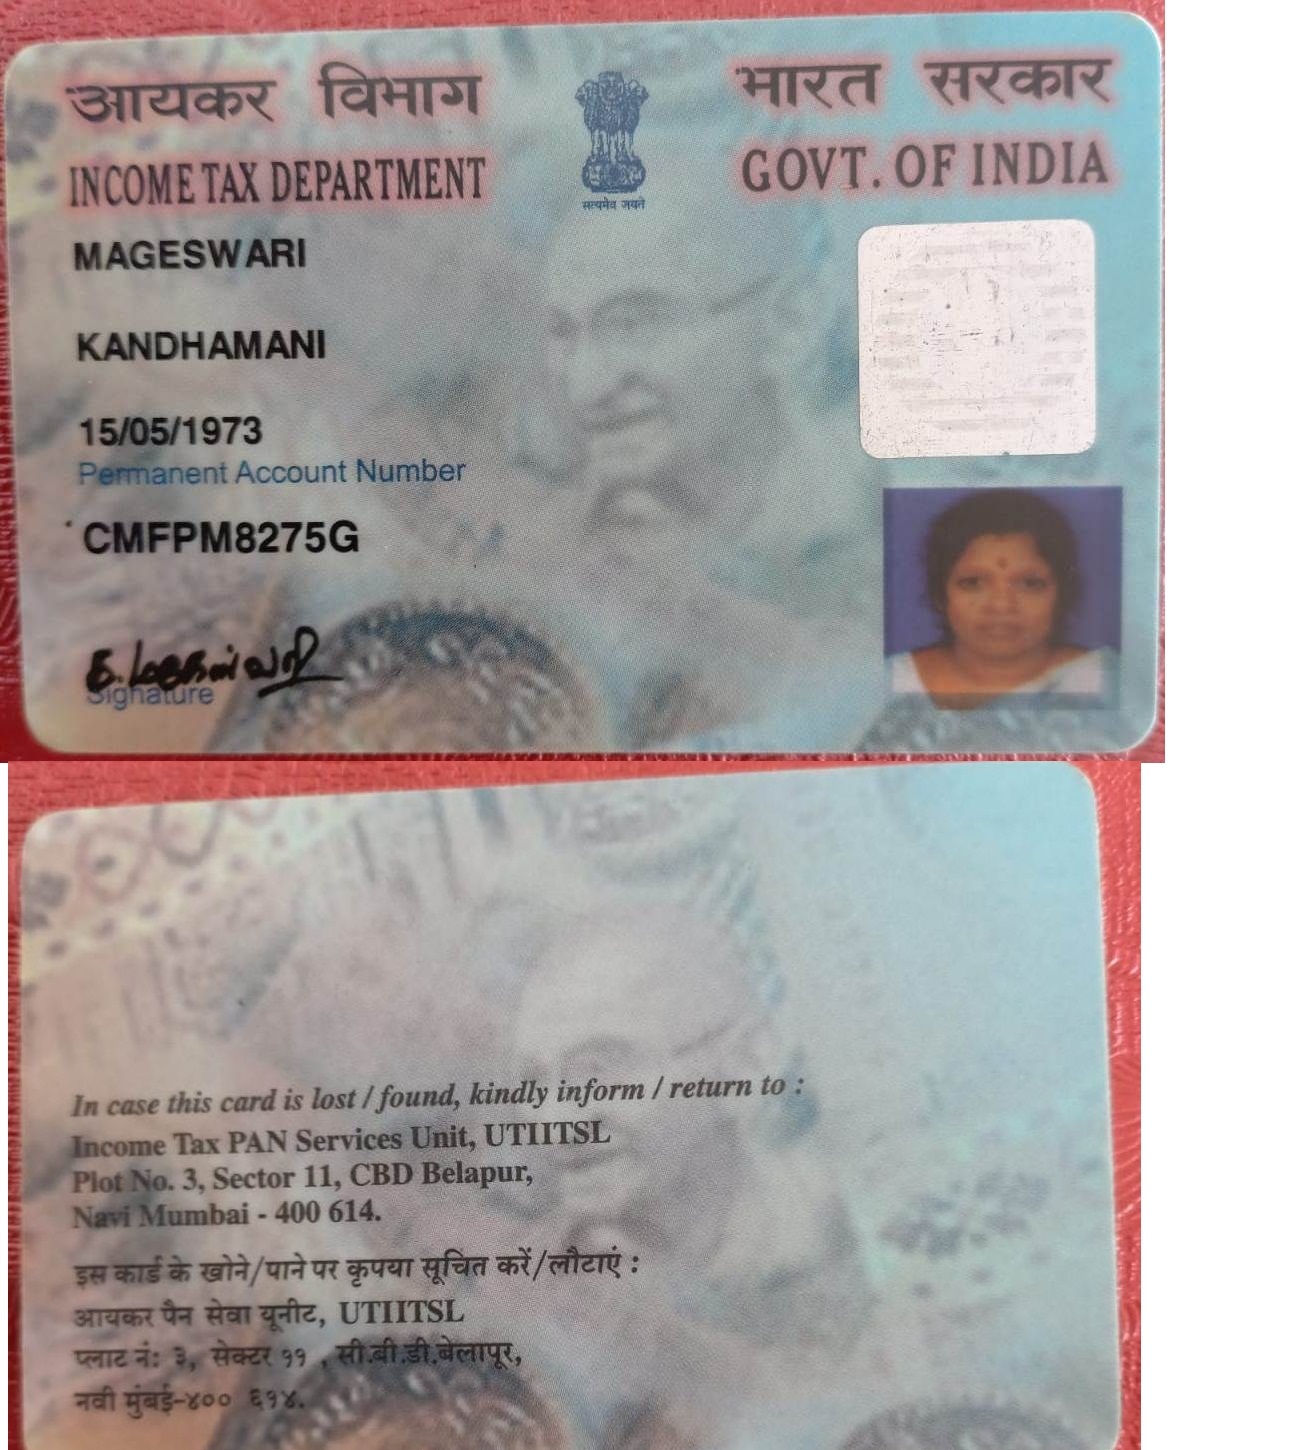 आयकर विभाग
INCOME TAX DEPARTMENT
सत्यमेव जयते
भारत सरकार
GOVT. OF INDIA
MAGESWARI
KANDHAMANI
15/05/1973
Permanent Account Number
CMFPM8275G
க.மகேஸ்வரி
Signature
In case this card is lost / found, kindly inform / return to :
Income Tax PAN Services Unit, UTIITSL
Plot No. 3, Sector 11, CBD Belapur,
Navi Mumbai - 400 614.
इस कार्ड के खोने/पाने पर कृपया सूचित करें/लौटाएं :
आयकर पैन सेवा यूनीट, UTIITSL
प्लाट नं: ३, सेक्टर ११ , सी.बी.डी.बेलापूर,
नवी मुंबई-४०० ६१४.